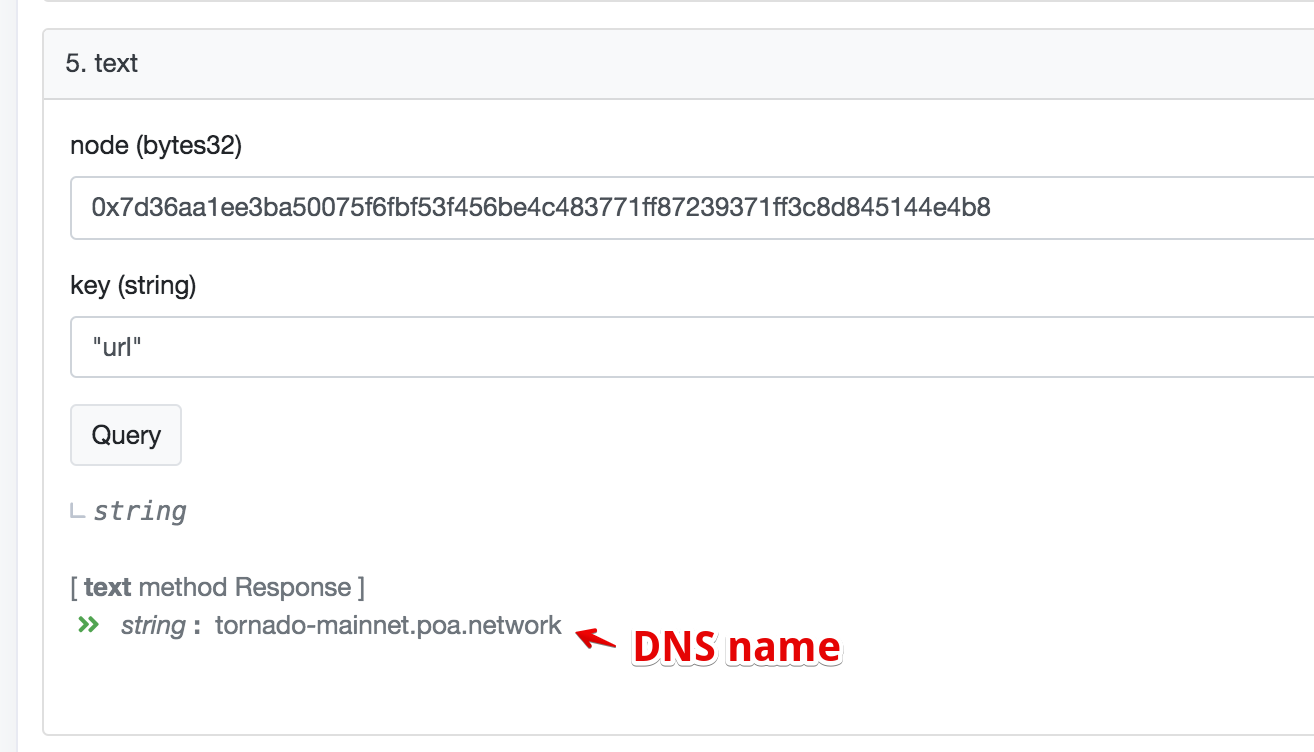 5. text
node (bytes32)
0x7d36aa1ee3ba50075f6fbf53f456be4c483771ff87239371ff3c8d845144e4b8
key (string)
"url"
Query
string
[ text method Response ]
string : tornado-mainnet.poa.network
DNS name